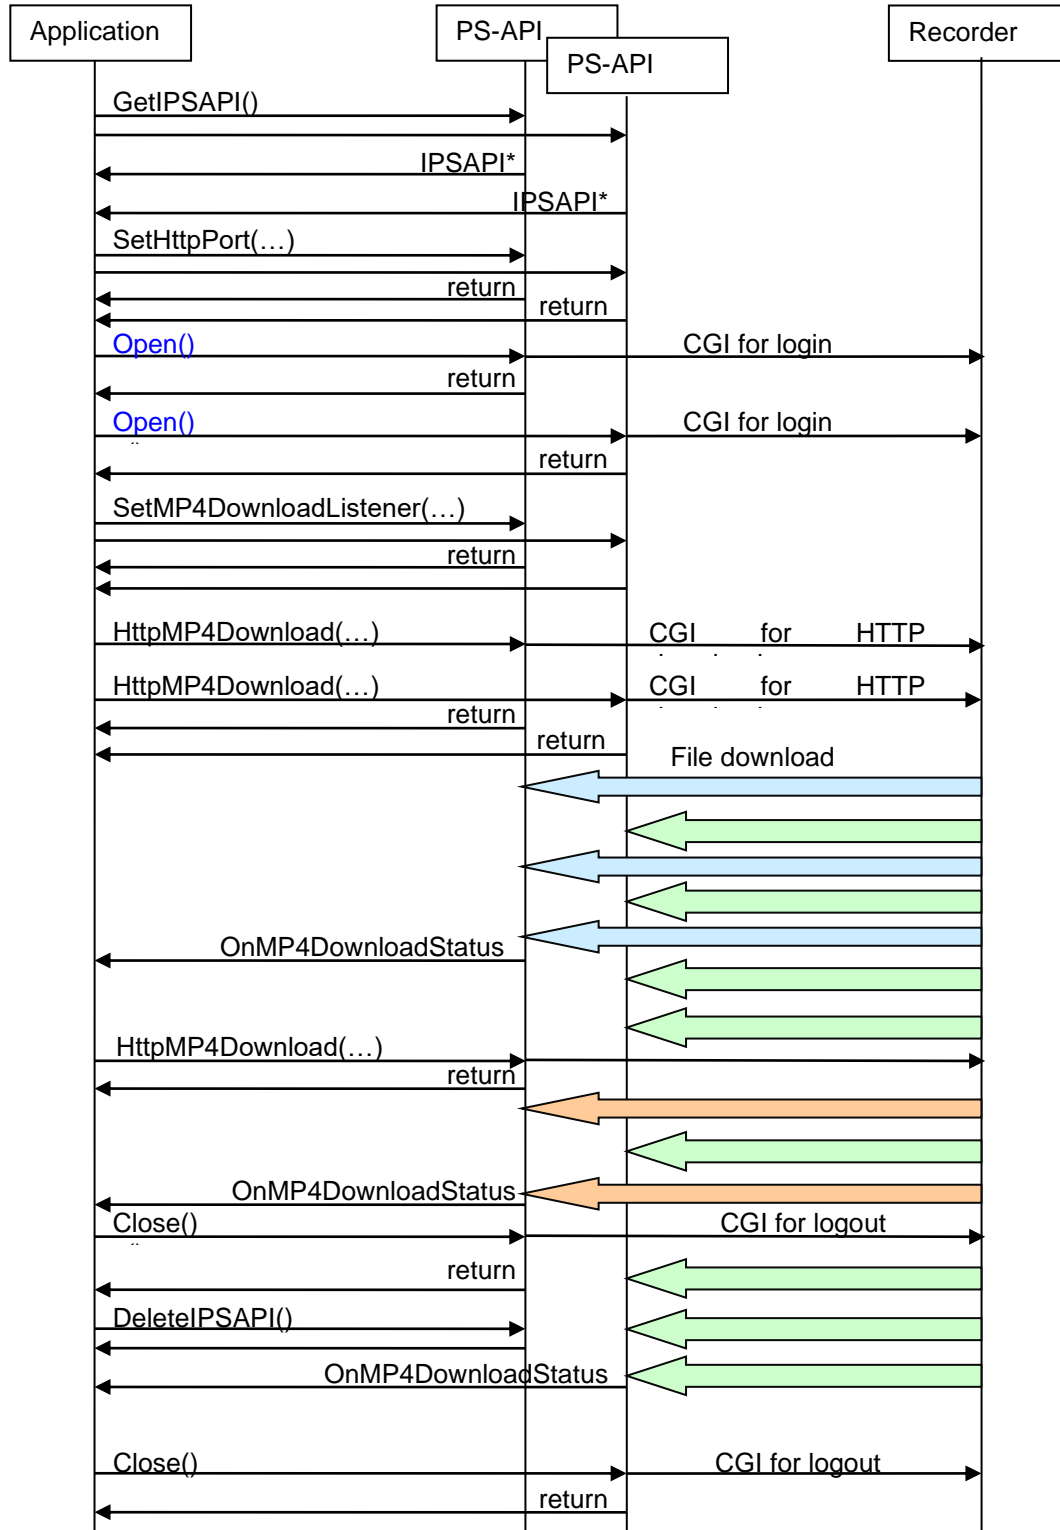 Application
PS-API
PS-API
Recorder
GetIPSAPI()
IPSAPI*
IPSAPI*
SetHttpPort(…)
return
return
Open()
CGI for login
return
Open()
CGI for login
return
SetMP4DownloadListener(…)
return
HttpMP4Download(…)
CGI for HTTP
HttpMP4Download(…)
CGI for HTTP
return
return
File download
OnMP4DownloadStatus
HttpMP4Download(…)
return
OnMP4DownloadStatus
Close()
CGI for logout
return
DeleteIPSAPI()
OnMP4DownloadStatus
Close()
CGI for logout
return